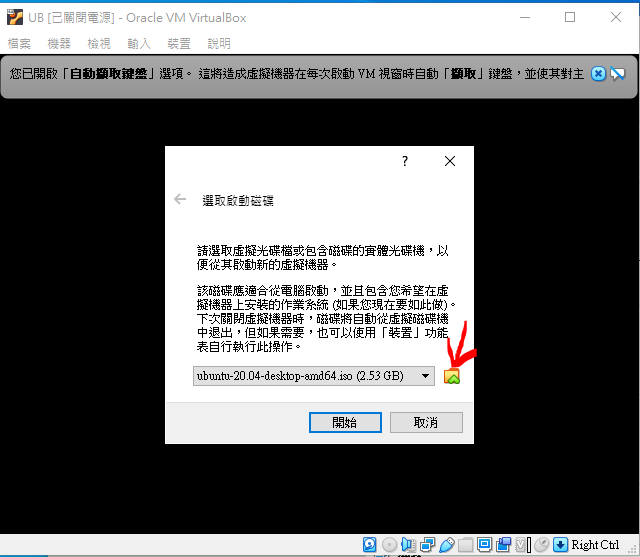 UB [已關閉電源] - Oracle VM VirtualBox
檔案 機器 檢視 輸入 裝置 說明
您已開啟「自動擷取鍵盤」選項。 這將造成虛擬機器在每次啟動 VM 視窗時自動「擷取」鍵盤，並使其對主
?
選取啟動磁碟
請選取虛擬光碟檔或包含磁碟的實體光碟機，以
便從其啟動新的虛擬機器。
該磁碟應適合從電腦啟動，並且包含您希望在虛
擬機器上安裝的作業系統 (如果您現在要如此做)。
下次關閉虛擬機器時，磁碟將自動從虛擬磁碟機
中退出，但如果需要，也可以使用「裝置」功能
表自行執行此操作。
ubuntu-20.04-desktop-amd64.iso (2.53 GB)
開始 取消
Right Ctrl